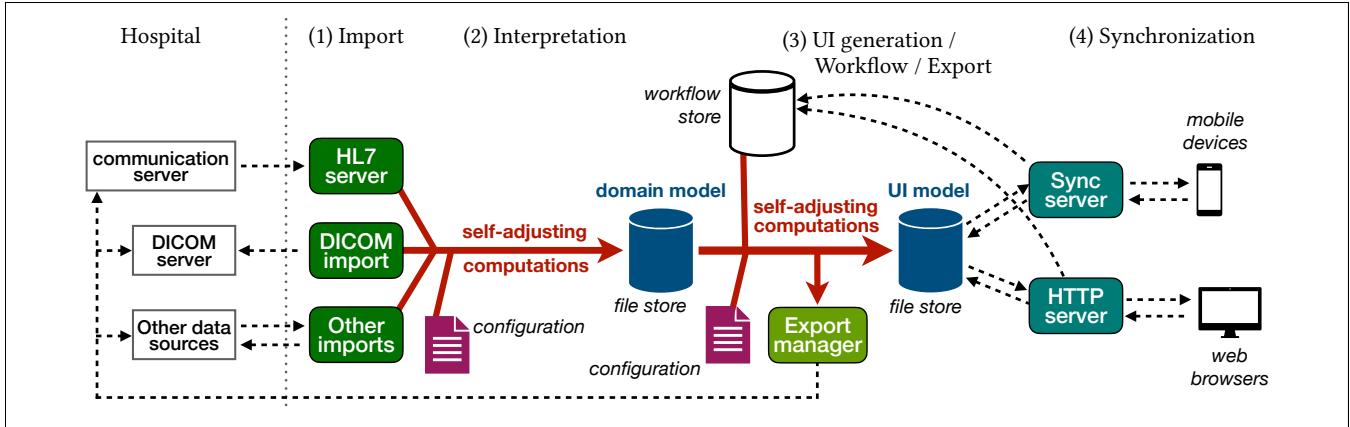 Hospital
(1) Import
(2) Interpretation
(3) UI generation /
Workflow / Export
(4) Synchronization
workflow
store
mobile
devices
communication
server
HL7
server
domain model
UI model
Sync
server
self-adjusting
computations
self-adjusting
computations
DICOM
server
DICOM
import
file store
file store
HTTP
server
Other data
sources
Other
imports
configuration
configuration
Export
manager
web
browsers